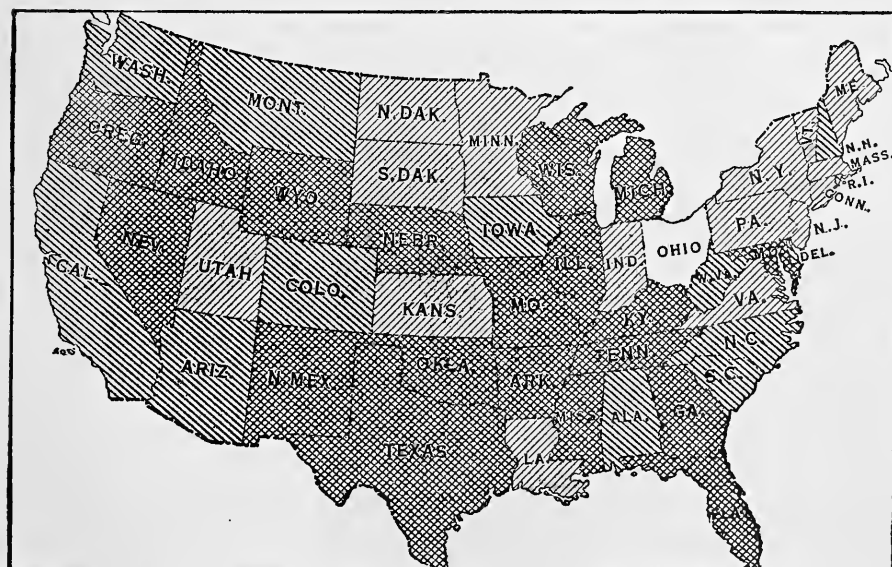 WASH.
MONT.
N.DAK.
MINN.
ME.
OREG.
IDAHO
WYO.
S.DAK.
WIS.
MICH.
N.Y.
VT.
N.H.
MASS.
R.I.
CONN.
NEV.
UTAH
COLO.
NEBR.
IOWA
ILL.
IND.
OHIO
PA.
N.J.
DEL.
CAL.
KANS.
MO.
KY.
W.VA.
VA.
ARIZ.
N.MEX.
OKLA.
ARK.
TENN.
N.C.
S.C.
TEXAS
LA.
MISS.
ALA.
GA.